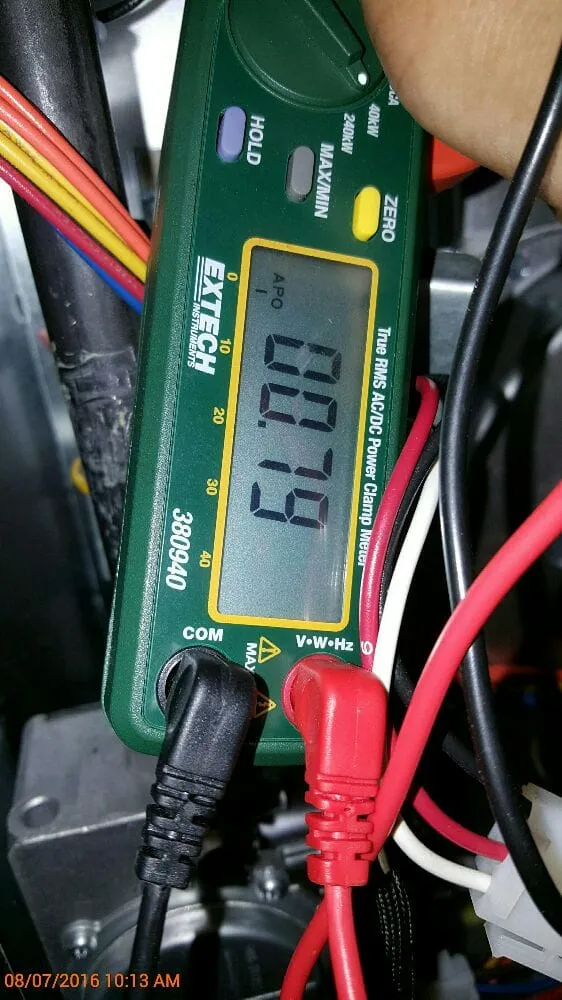 40KW
240KW
HOLD
MAX/MIN
ZERO
EXTECH
INSTRUMENTS
APO
0
10
20
30
40
00.79
True RMS AC/DC Power Clamp Meter
380940
COM
MAX
V•W•Hz
08/07/2016 10:13 AM